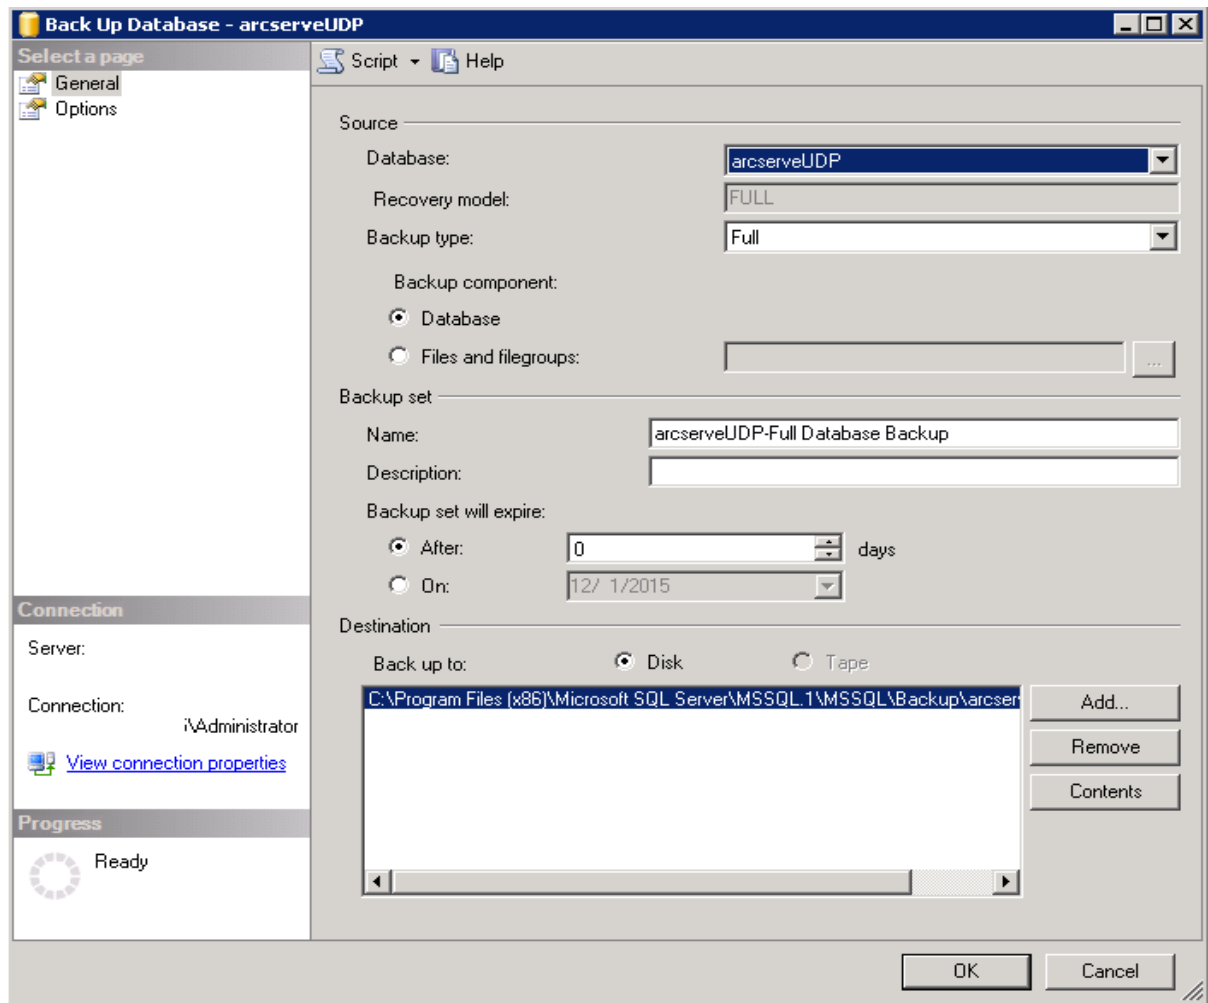 Back Up Database - arcserveUDP
Select a page
General
Options
Script Help
Source
Database: arcserveUDP
Recovery model: FULL
Backup type: Full
Backup component:
Database
Files and filegroups: ...
Backup set
Name: arcserveUDP-Full Database Backup
Description:
Backup set will expire:
After: 0 days
On: 12/ 1/2015
Destination
Back up to: Disk Tape
C:\Program Files (x86)\Microsoft SQL Server\MSSQL.1\MSSQL\Backup\arcser
Add...
Remove
Contents
Connection
Server:
Connection:
\Administrator
View connection properties
Progress
Ready
OK Cancel